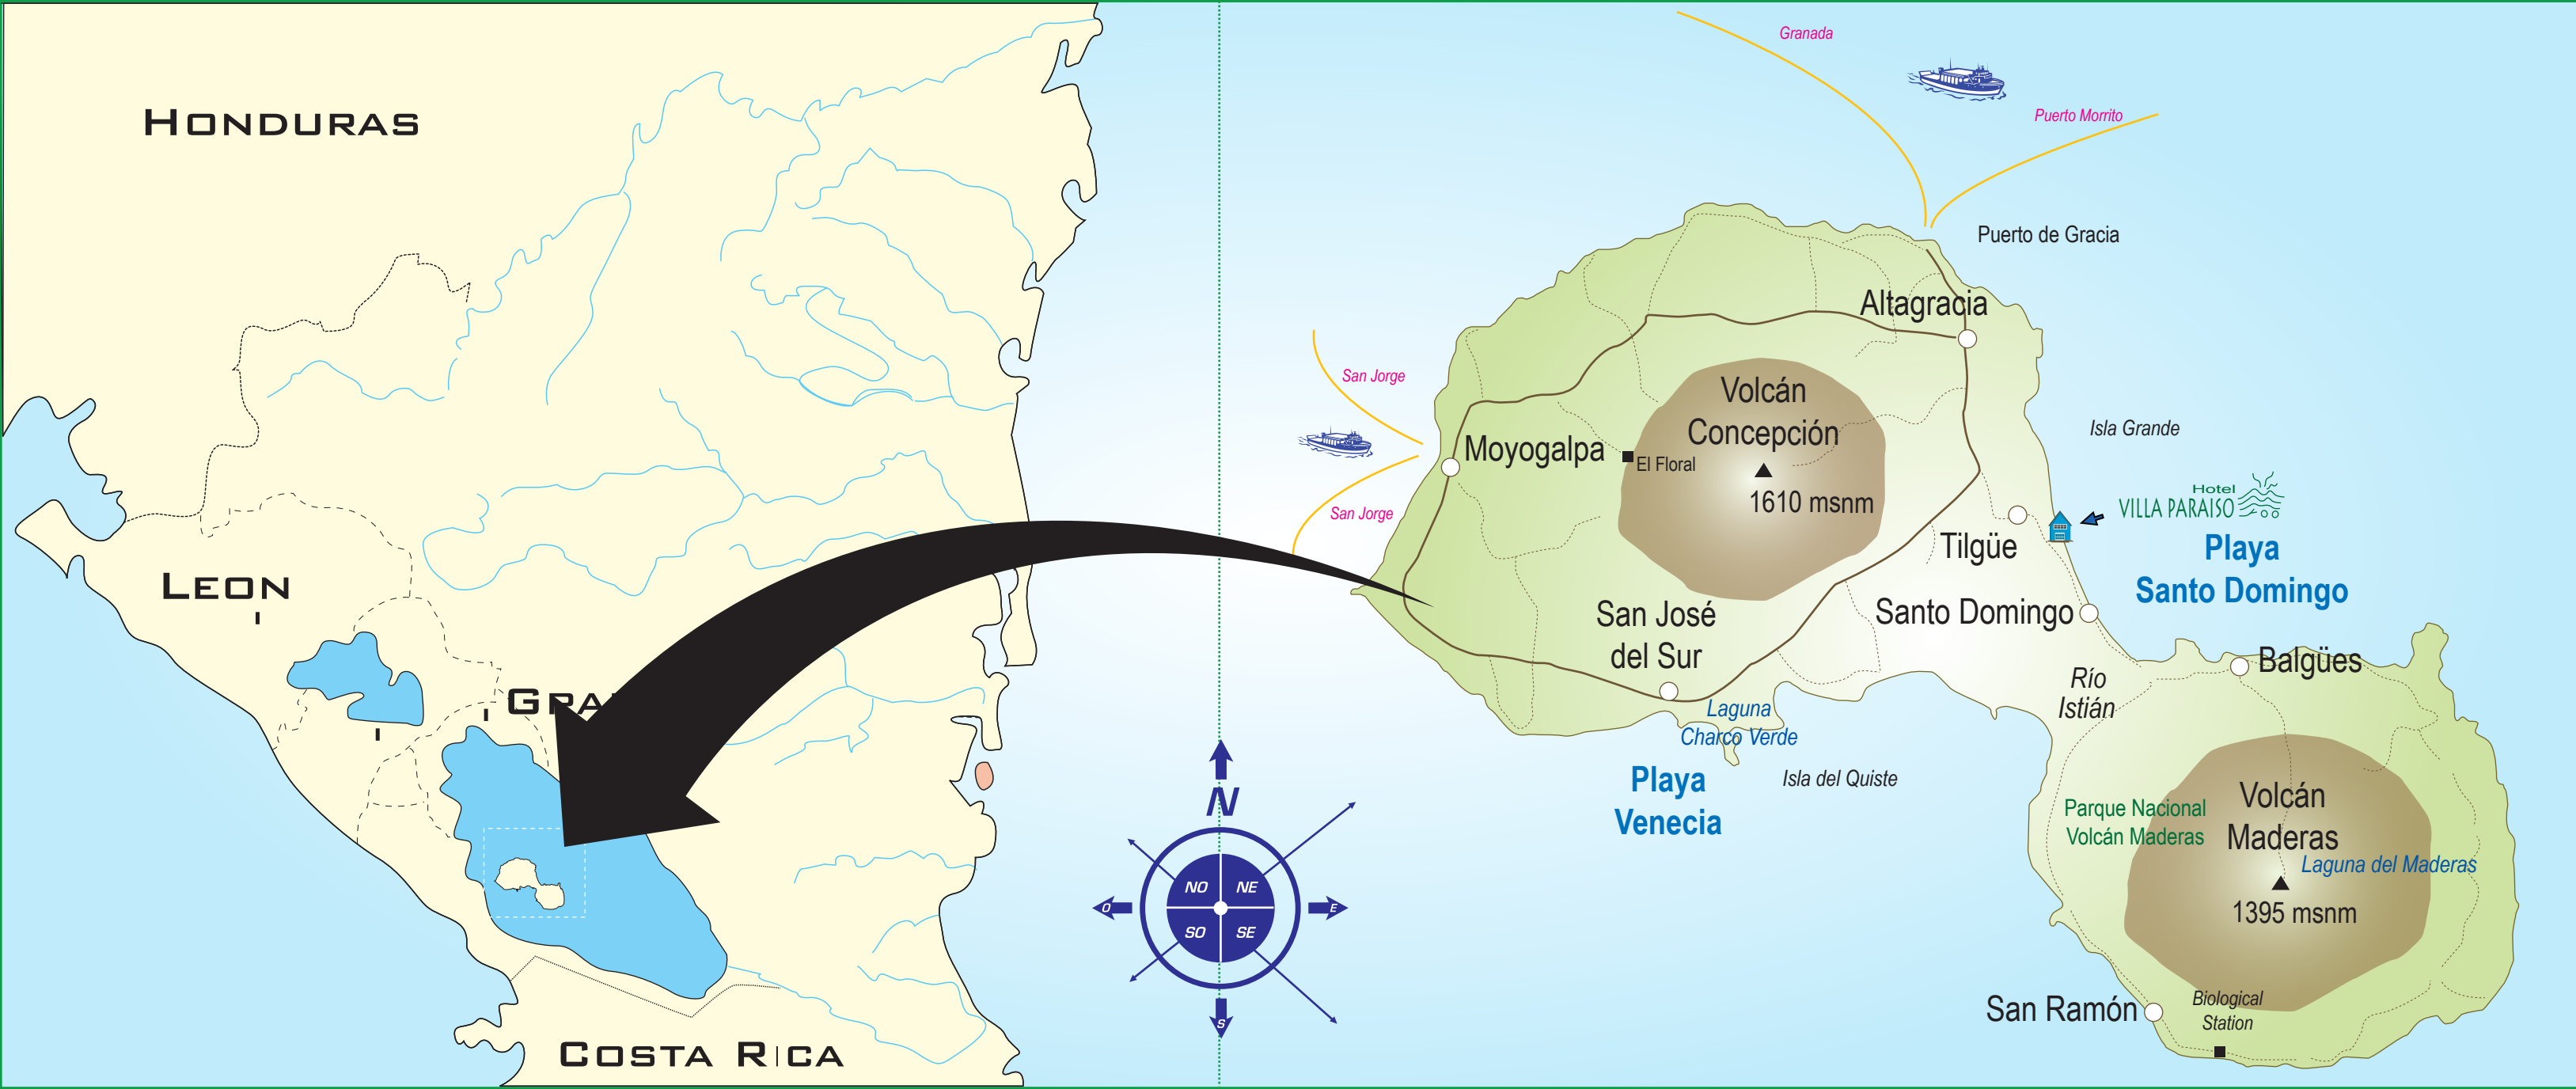 HONDURAS
LEON
GRA
COSTA RICA
N
NO
NE
O
E
SO
SE
S
Granada
Puerto Morrito
Puerto de Gracia
Altagracia
San Jorge
San Jorge
Moyogalpa
El Floral
Volcán
Concepción
1610 msnm
Isla Grande
Hotel
VILLA PARAISO
Playa
Santo Domingo
Tilgüe
Santo Domingo
San José
del Sur
Laguna
Charco Verde
Playa
Venecia
Isla del Quiste
Río
Istián
Balgües
Parque Nacional
Volcán Maderas
Volcán
Maderas
Laguna del Maderas
1395 msnm
San Ramón
Biological
Station